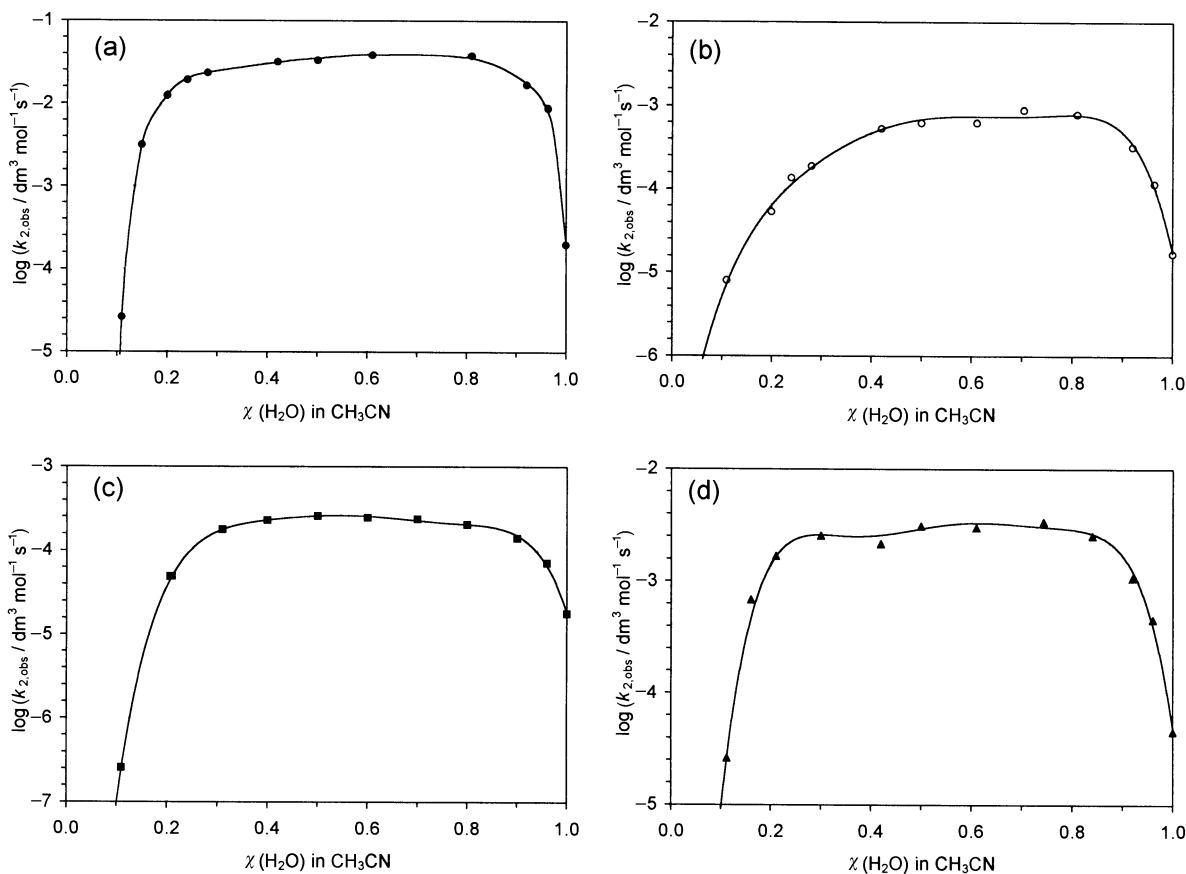 (a)
log (k2,obs / dm³ mol⁻¹ s⁻¹)
−1
−2
−3
−4
−5
0.0 0.2 0.4 0.6 0.8 1.0
χ (H₂O) in CH₃CN
(b)
log (k2,obs / dm³ mol⁻¹ s⁻¹)
−2
−3
−4
−5
−6
0.0 0.2 0.4 0.6 0.8 1.0
χ (H₂O) in CH₃CN
(c)
log (k2,obs / dm³ mol⁻¹ s⁻¹)
−3
−4
−5
−6
−7
0.0 0.2 0.4 0.6 0.8 1.0
χ (H₂O) in CH₃CN
(d)
log (k2,obs / dm³ mol⁻¹ s⁻¹)
−2
−3
−4
−5
0.0 0.2 0.4 0.6 0.8 1.0
χ (H₂O) in CH₃CN